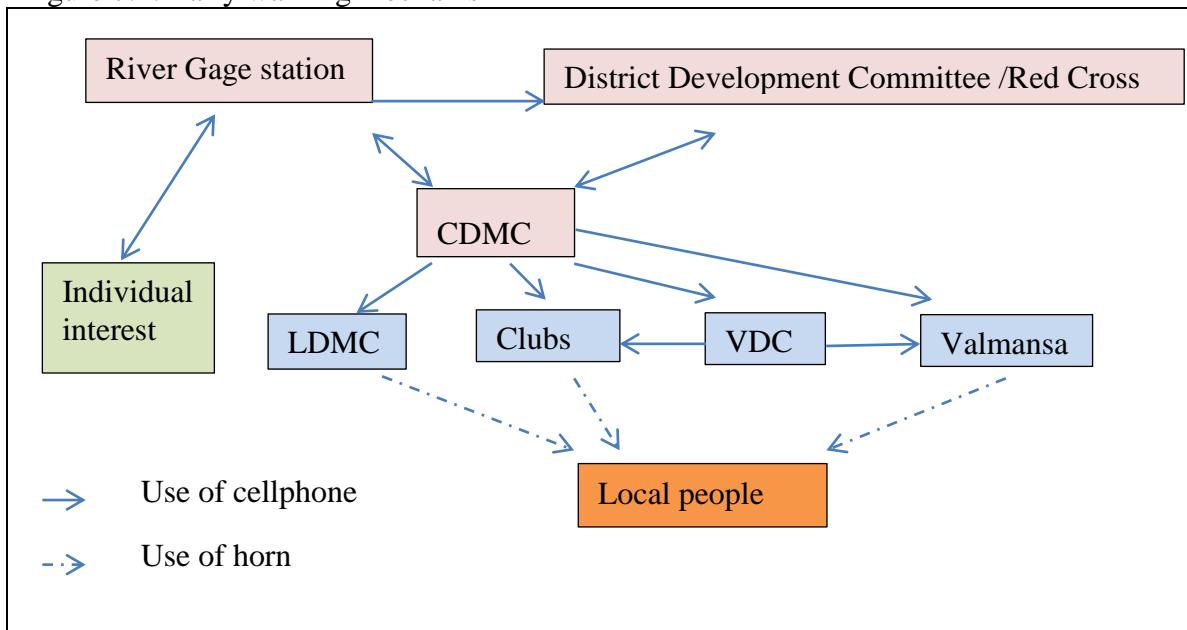 River Gage station
District Development Committee /Red Cross
CDMC
Individual
interest
LDMC
Clubs
VDC
Valmansa
Local people
Use of cellphone
Use of horn